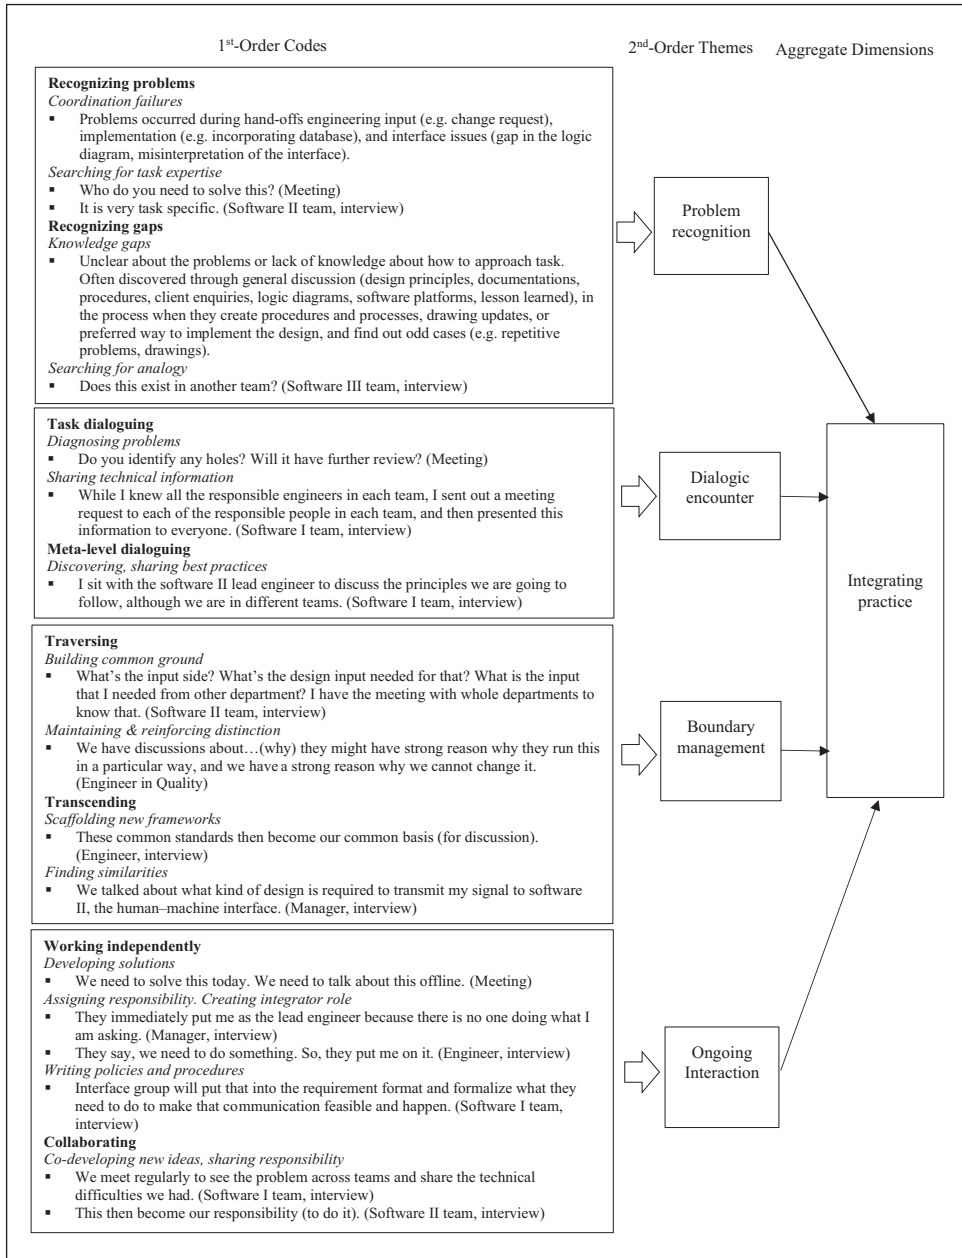 1st-Order Codes
2nd-Order Themes
Aggregate Dimensions
Recognizing problems
Coordination failures
▪ Problems occurred during hand-offs engineering input (e.g. change request),
implementation (e.g. incorporating database), and interface issues (gap in the logic
diagram, misinterpretation of the interface).
Searching for task expertise
▪ Who do you need to solve this? (Meeting)
▪ It is very task specific. (Software II team, interview)
Recognizing gaps
Knowledge gaps
▪ Unclear about the problems or lack of knowledge about how to approach task.
Often discovered through general discussion (design principles, documentations,
procedures, client enquiries, logic diagrams, software platforms, lesson learned), in
the process when they create procedures and processes, drawing updates, or
preferred way to implement the design, and find out odd cases (e.g. repetitive
problems, drawings).
Searching for analogy
▪ Does this exist in another team? (Software III team, interview)
Problem
recognition
Task dialoguing
Diagnosing problems
▪ Do you identify any holes? Will it have further review? (Meeting)
Sharing technical information
▪ While I knew all the responsible engineers in each team, I sent out a meeting
request to each of the responsible people in each team, and then presented this
information to everyone. (Software I team, interview)
Meta-level dialoguing
Discovering, sharing best practices
▪ I sit with the software II lead engineer to discuss the principles we are going to
follow, although we are in different teams. (Software I team, interview)
Dialogic
encounter
Traversing
Building common ground
▪ What's the input side? What's the design input needed for that? What is the input
that I needed from other department? I have the meeting with whole departments to
know that. (Software II team, interview)
Maintaining & reinforcing distinction
▪ We have discussions about…(why) they might have strong reason why they run this
in a particular way, and we have a strong reason why we cannot change it.
(Engineer in Quality)
Transcending
Scaffolding new frameworks
▪ These common standards then become our common basis (for discussion).
(Engineer, interview)
Finding similarities
▪ We talked about what kind of design is required to transmit my signal to software
II, the human–machine interface. (Manager, interview)
Boundary
management
Working independently
Developing solutions
▪ We need to solve this today. We need to talk about this offline. (Meeting)
Assigning responsibility. Creating integrator role
▪ They immediately put me as the lead engineer because there is no one doing what I
am asking. (Manager, interview)
▪ They say, we need to do something. So, they put me on it. (Engineer, interview)
Writing policies and procedures
▪ Interface group will put that into the requirement format and formalize what they
need to do to make that communication feasible and happen. (Software I team,
interview)
Collaborating
Co-developing new ideas, sharing responsibility
▪ We meet regularly to see the problem across teams and share the technical
difficulties we had. (Software I team, interview)
▪ This then become our responsibility (to do it). (Software II team, interview)
Ongoing
Interaction
Integrating
practice